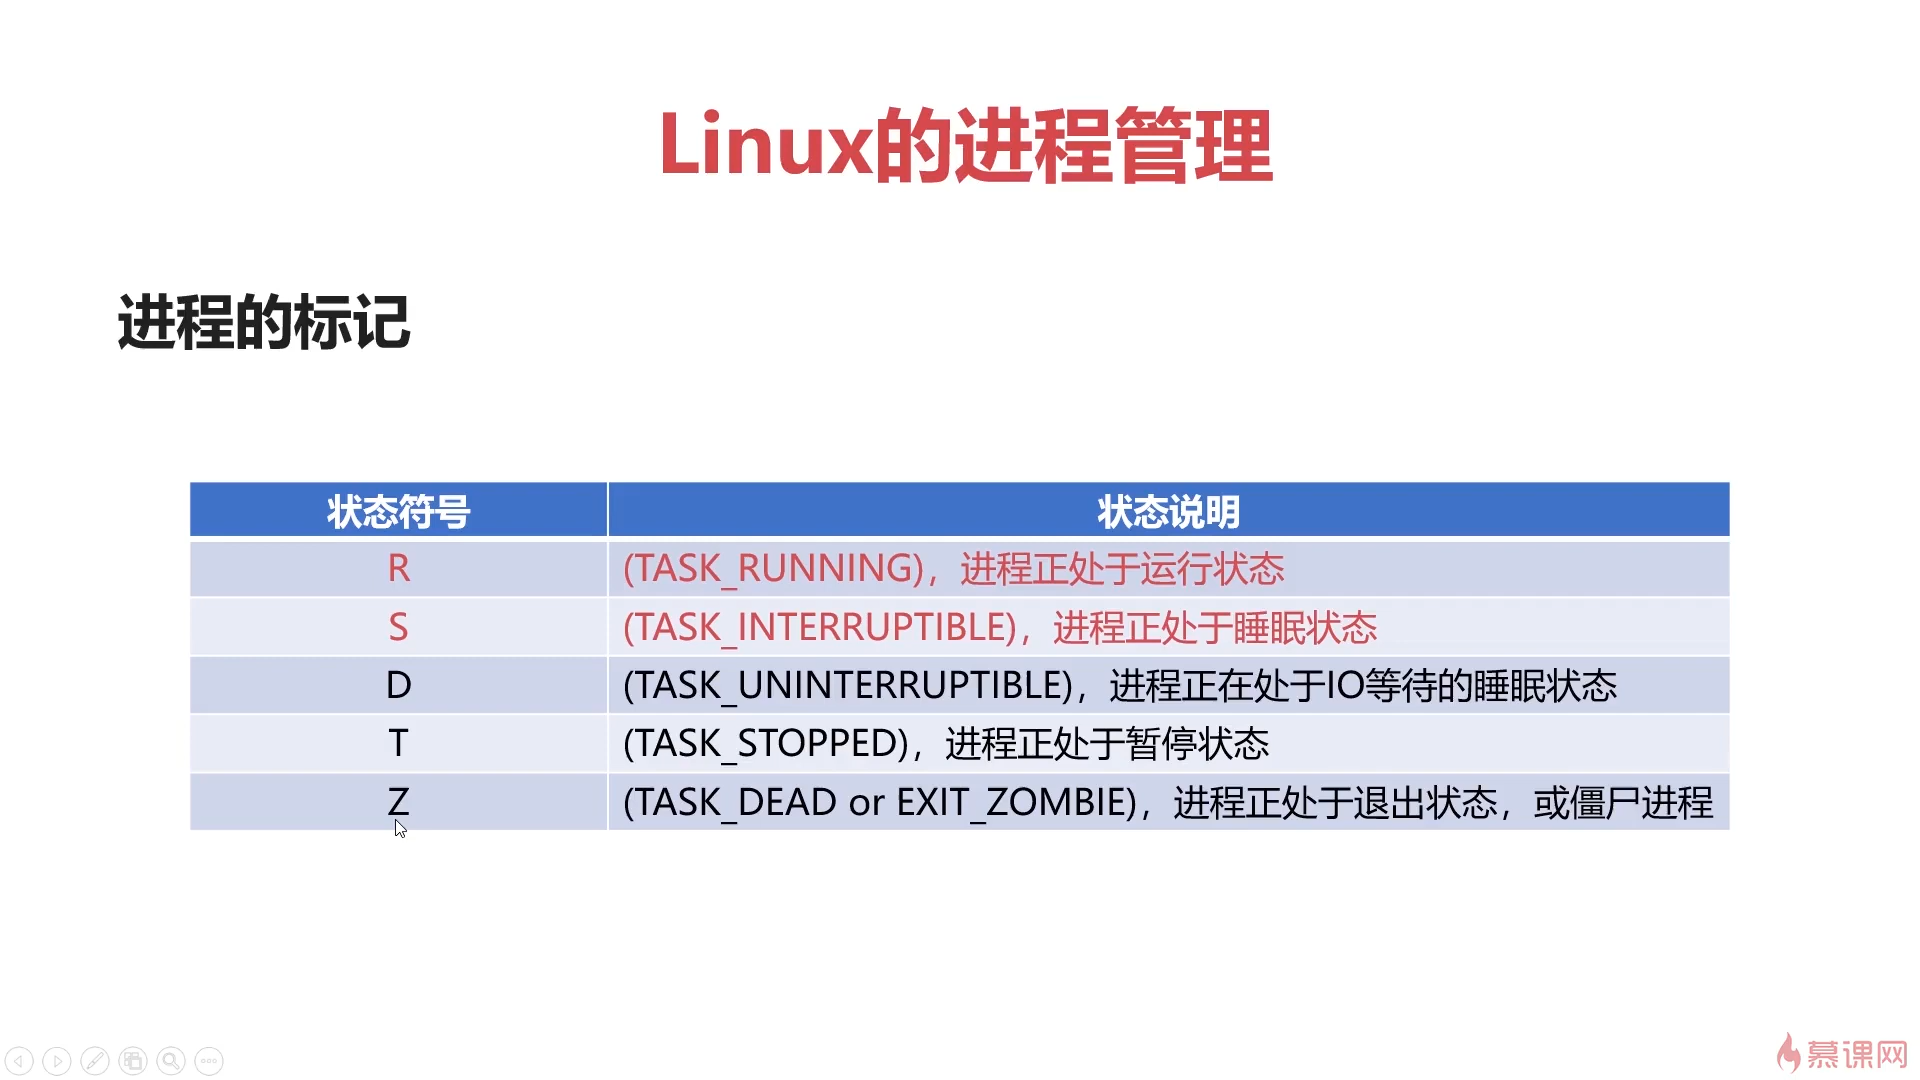 Linux的进程管理
进程的标记
状态符号 状态说明
R (TASK_RUNNING)，进程正处于运行状态
S (TASK_INTERRUPTIBLE)，进程正处于睡眠状态
D (TASK_UNINTERRUPTIBLE)，进程正在处于IO等待的睡眠状态
T (TASK_STOPPED)，进程正处于暂停状态
Z (TASK_DEAD or EXIT_ZOMBIE)，进程正处于退出状态，或僵尸进程
慕课网